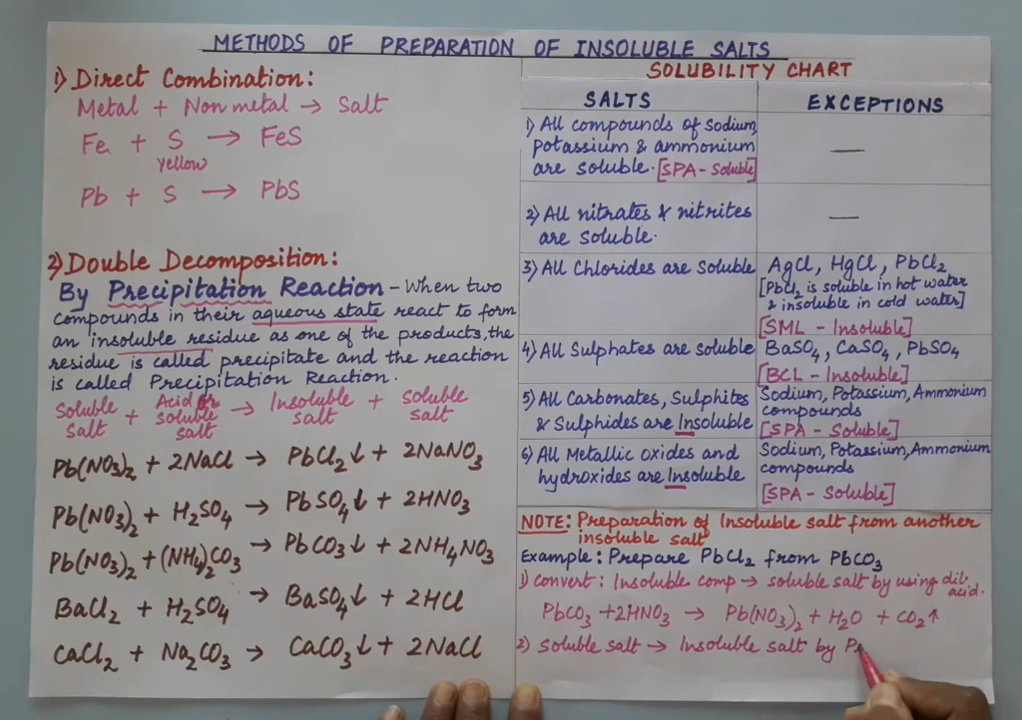 METHODS OF PREPARATION OF INSOLUBLE SALTS
1) Direct Combination:
Metal + Non metal → Salt
Fe + S → FeS
Yellow
Pb + S → PbS
2) Double Decomposition:
By Precipitation Reaction - When two
compounds in their aqueous state react to form
an insoluble residue as one of the products, the
residue is called precipitate and the reaction
is called Precipitation Reaction.
Soluble salt + Acid or soluble salt → Insoluble salt + soluble salt
Pb(NO₃)₂ + 2NaCl → PbCl₂↓ + 2NaNO₃
Pb(NO₃)₂ + H₂SO₄ → PbSO₄↓ + 2HNO₃
Pb(NO₃)₂ + (NH₄)₂CO₃ → PbCO₃↓ + 2NH₄NO₃
BaCl₂ + H₂SO₄ → BaSO₄↓ + 2HCl
CaCl₂ + Na₂CO₃ → CaCO₃↓ + 2NaCl
SOLUBILITY CHART
SALTS
EXCEPTIONS
1) All compounds of Sodium,
Potassium & ammonium
are soluble. [SPA - Soluble]
—
2) All nitrates & nitrites
are soluble.
—
3) All Chlorides are Soluble
AgCl, HgCl, PbCl₂
[PbCl₂ is soluble in hot water
& insoluble in cold water]
[SML - Insoluble]
4) All Sulphates are soluble
BaSO₄, CaSO₄, PbSO₄
[BCL - Insoluble]
5) All Carbonates, Sulphites
& Sulphides are Insoluble
Sodium, Potassium, Ammonium
compounds
[SPA - Soluble]
6) All Metallic oxides and
hydroxides are Insoluble
Sodium, Potassium, Ammonium
compounds
[SPA - Soluble]
NOTE: Preparation of Insoluble salt from another
insoluble salt
Example: Prepare PbCl₂ from PbCO₃
1) Convert: Insoluble comp → soluble salt by using dil.
acid.
PbCO₃ + 2HNO₃ → Pb(NO₃)₂ + H₂O + CO₂↑
2) Soluble salt → Insoluble salt by